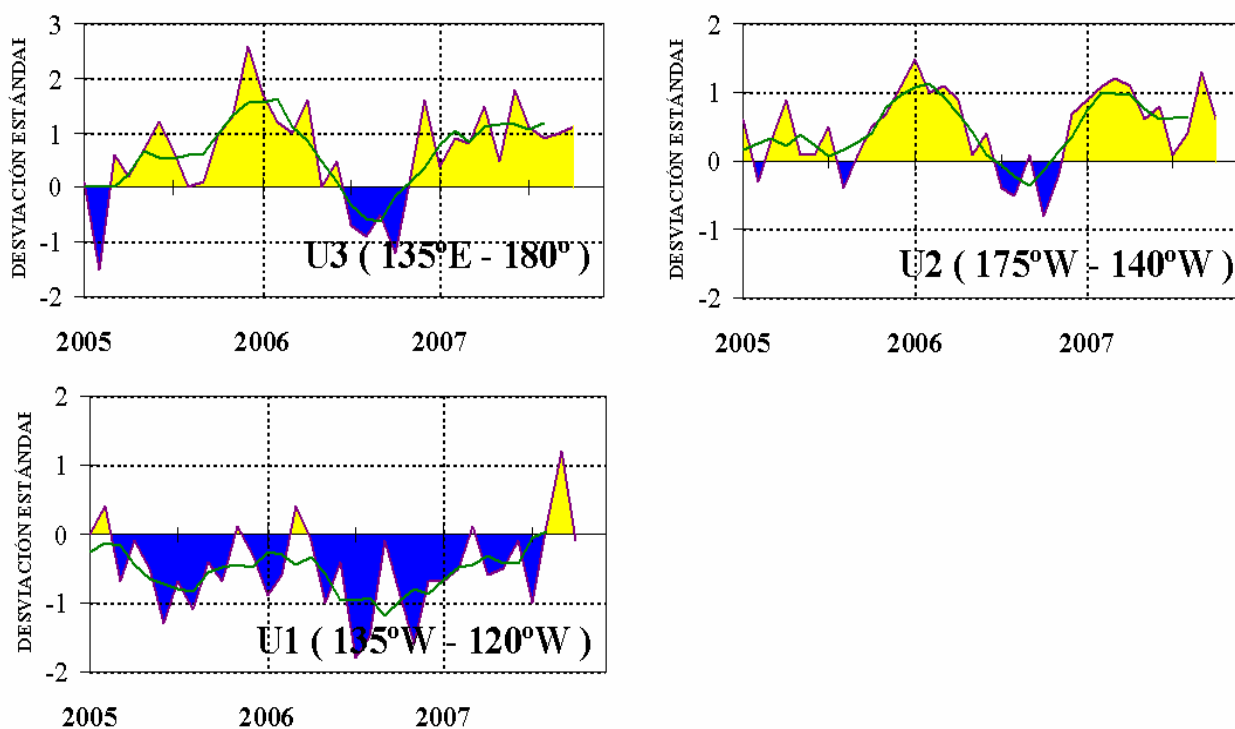 DESVIACIÓN ESTÁNDAI
3
2
1
0
-1
-2
U3 ( 135ºE - 180º )
2005 2006 2007
DESVIACIÓN ESTÁNDAI
2
1
0
-1
-2
U2 ( 175ºW - 140ºW )
2005 2006 2007
DESVIACIÓN ESTÁNDAI
2
1
0
-1
-2
U1 ( 135ºW - 120ºW )
2005 2006 2007